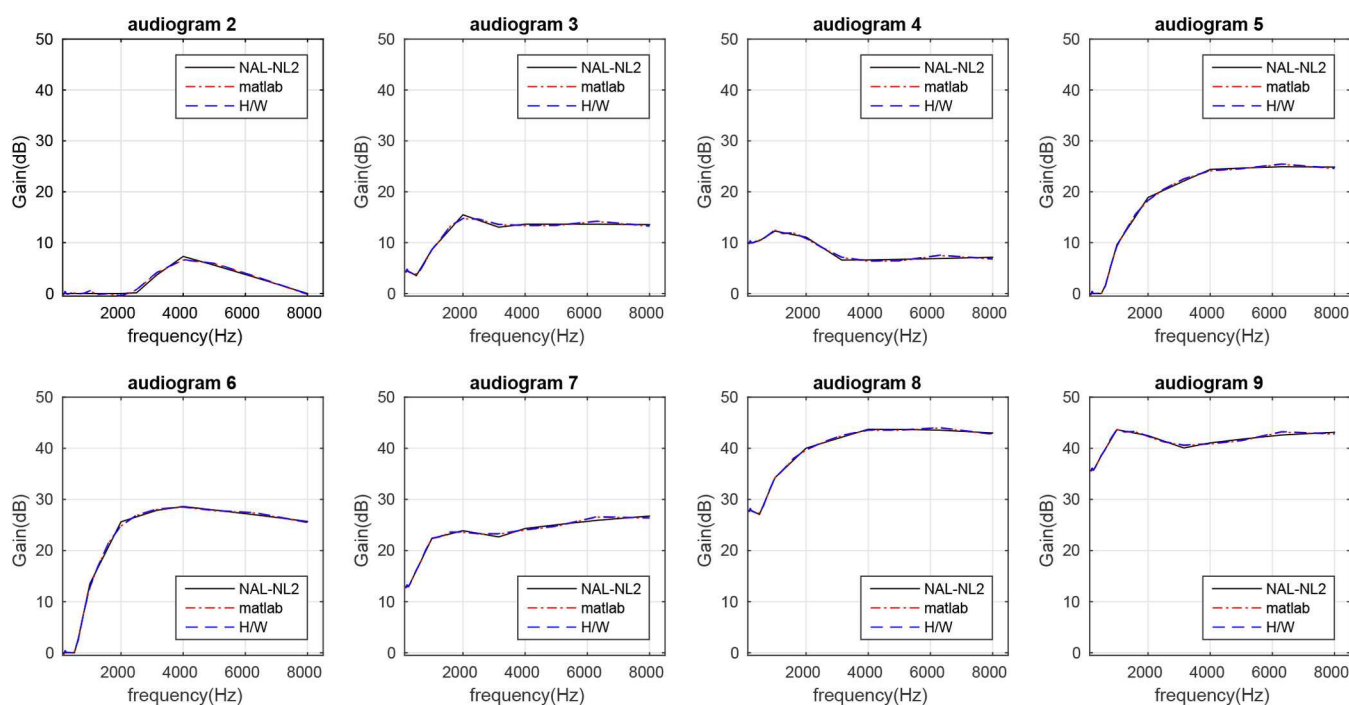 audiogram 2
50
40
30
20
10
0
Gain(dB)
NAL-NL2
matlab
H/W
2000 4000 6000 8000
frequency(Hz)
audiogram 3
50
40
30
20
10
0
Gain(dB)
NAL-NL2
matlab
H/W
2000 4000 6000 8000
frequency(Hz)
audiogram 4
50
40
30
20
10
0
Gain(dB)
NAL-NL2
matlab
H/W
2000 4000 6000 8000
frequency(Hz)
audiogram 5
50
40
30
20
10
0
Gain(dB)
NAL-NL2
matlab
H/W
2000 4000 6000 8000
frequency(Hz)
audiogram 6
50
40
30
20
10
0
Gain(dB)
NAL-NL2
matlab
H/W
2000 4000 6000 8000
frequency(Hz)
audiogram 7
50
40
30
20
10
0
Gain(dB)
NAL-NL2
matlab
H/W
2000 4000 6000 8000
frequency(Hz)
audiogram 8
50
40
30
20
10
0
Gain(dB)
NAL-NL2
matlab
H/W
2000 4000 6000 8000
frequency(Hz)
audiogram 9
50
40
30
20
10
0
Gain(dB)
NAL-NL2
matlab
H/W
2000 4000 6000 8000
frequency(Hz)